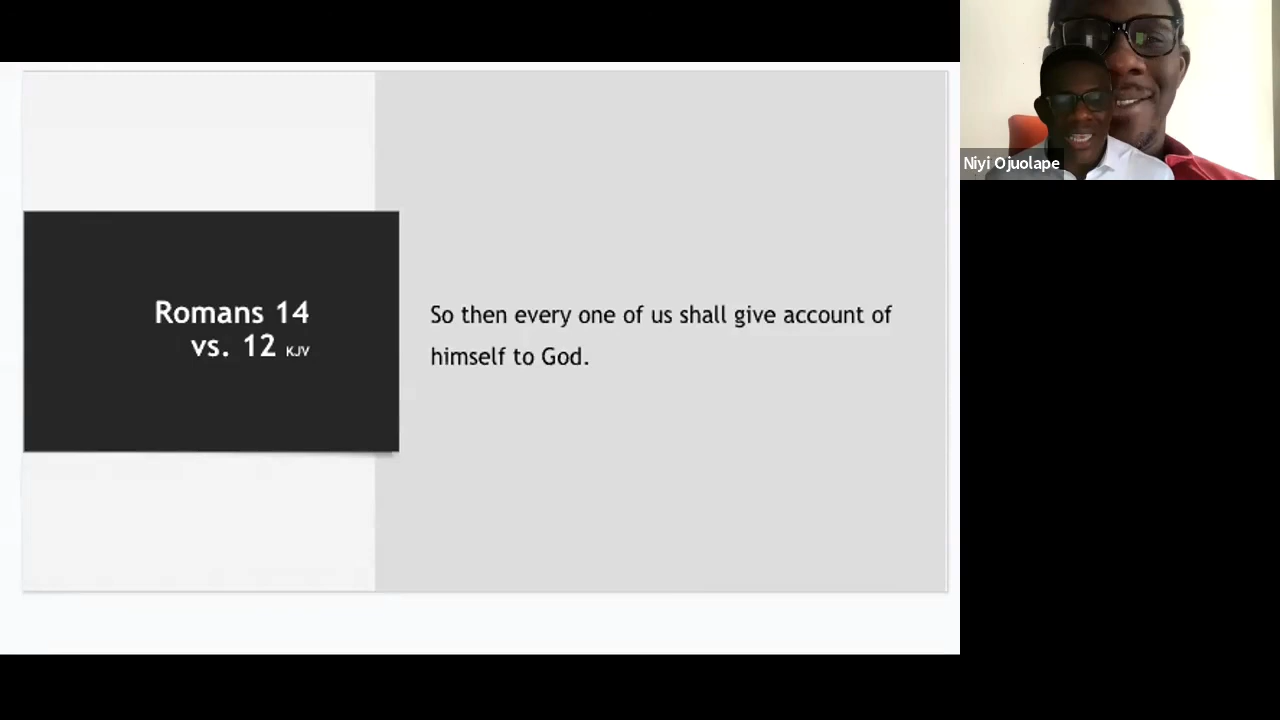 Romans 14
vs. 12 KJV
So then every one of us shall give account of
himself to God.
Niyi Ojuolape